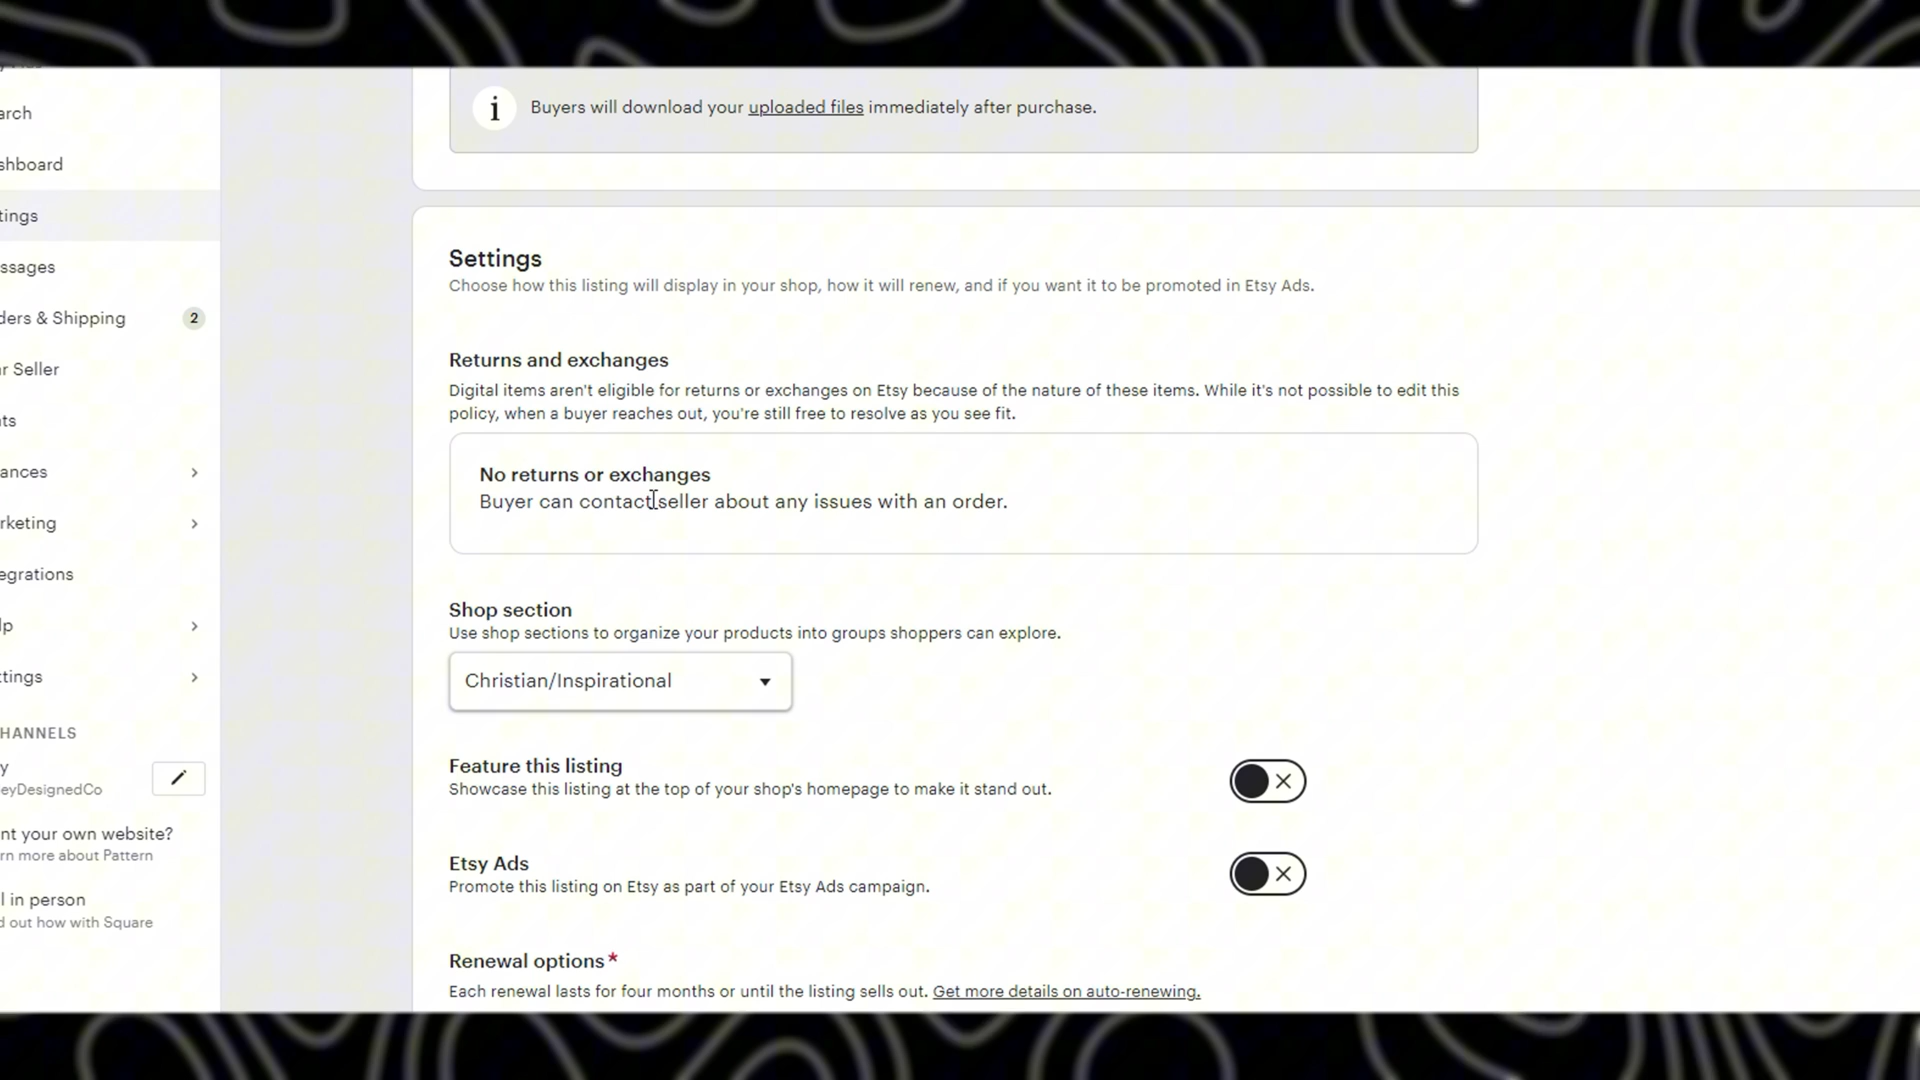 arch
shboard
tings
ssages
ders & Shipping 2
r Seller
ts
ances
rketing
egrations
lp
ttings
HANNELS
y
eyDesignedCo
nt your own website?
rn more about Pattern
l in person
d out how with Square
i Buyers will download your uploaded files immediately after purchase.
Settings
Choose how this listing will display in your shop, how it will renew, and if you want it to be promoted in Etsy Ads.
Returns and exchanges
Digital items aren't eligible for returns or exchanges on Etsy because of the nature of these items. While it's not possible to edit this
policy, when a buyer reaches out, you're still free to resolve as you see fit.
No returns or exchanges
Buyer can contact seller about any issues with an order.
Shop section
Use shop sections to organize your products into groups shoppers can explore.
Christian/Inspirational
Feature this listing
Showcase this listing at the top of your shop's homepage to make it stand out.
Etsy Ads
Promote this listing on Etsy as part of your Etsy Ads campaign.
Renewal options*
Each renewal lasts for four months or until the listing sells out. Get more details on auto-renewing.